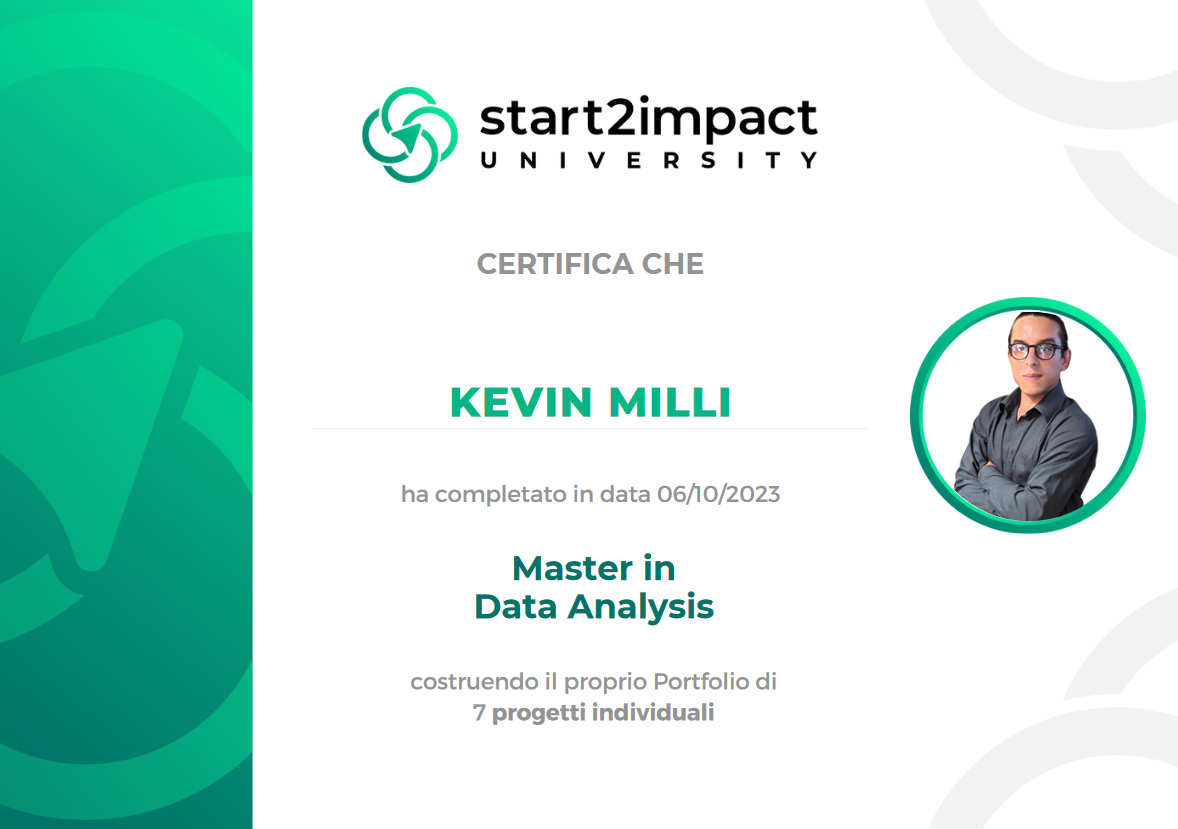 start2impact
UNIVERSITY
CERTIFICA CHE
KEVIN MILLI
ha completato in data 06/10/2023
Master in
Data Analysis
costruendo il proprio Portfolio di
7 progetti individuali